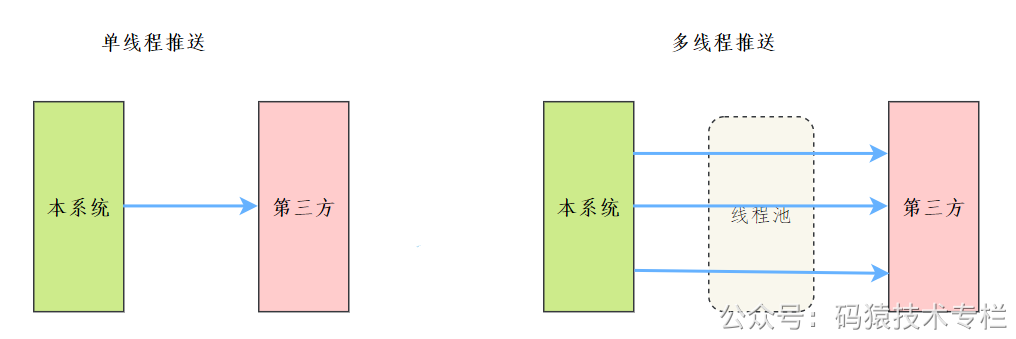 单线程推送
多线程推送
本系统
第三方
本系统
线程池
第三方
公众号：码猿技术专栏